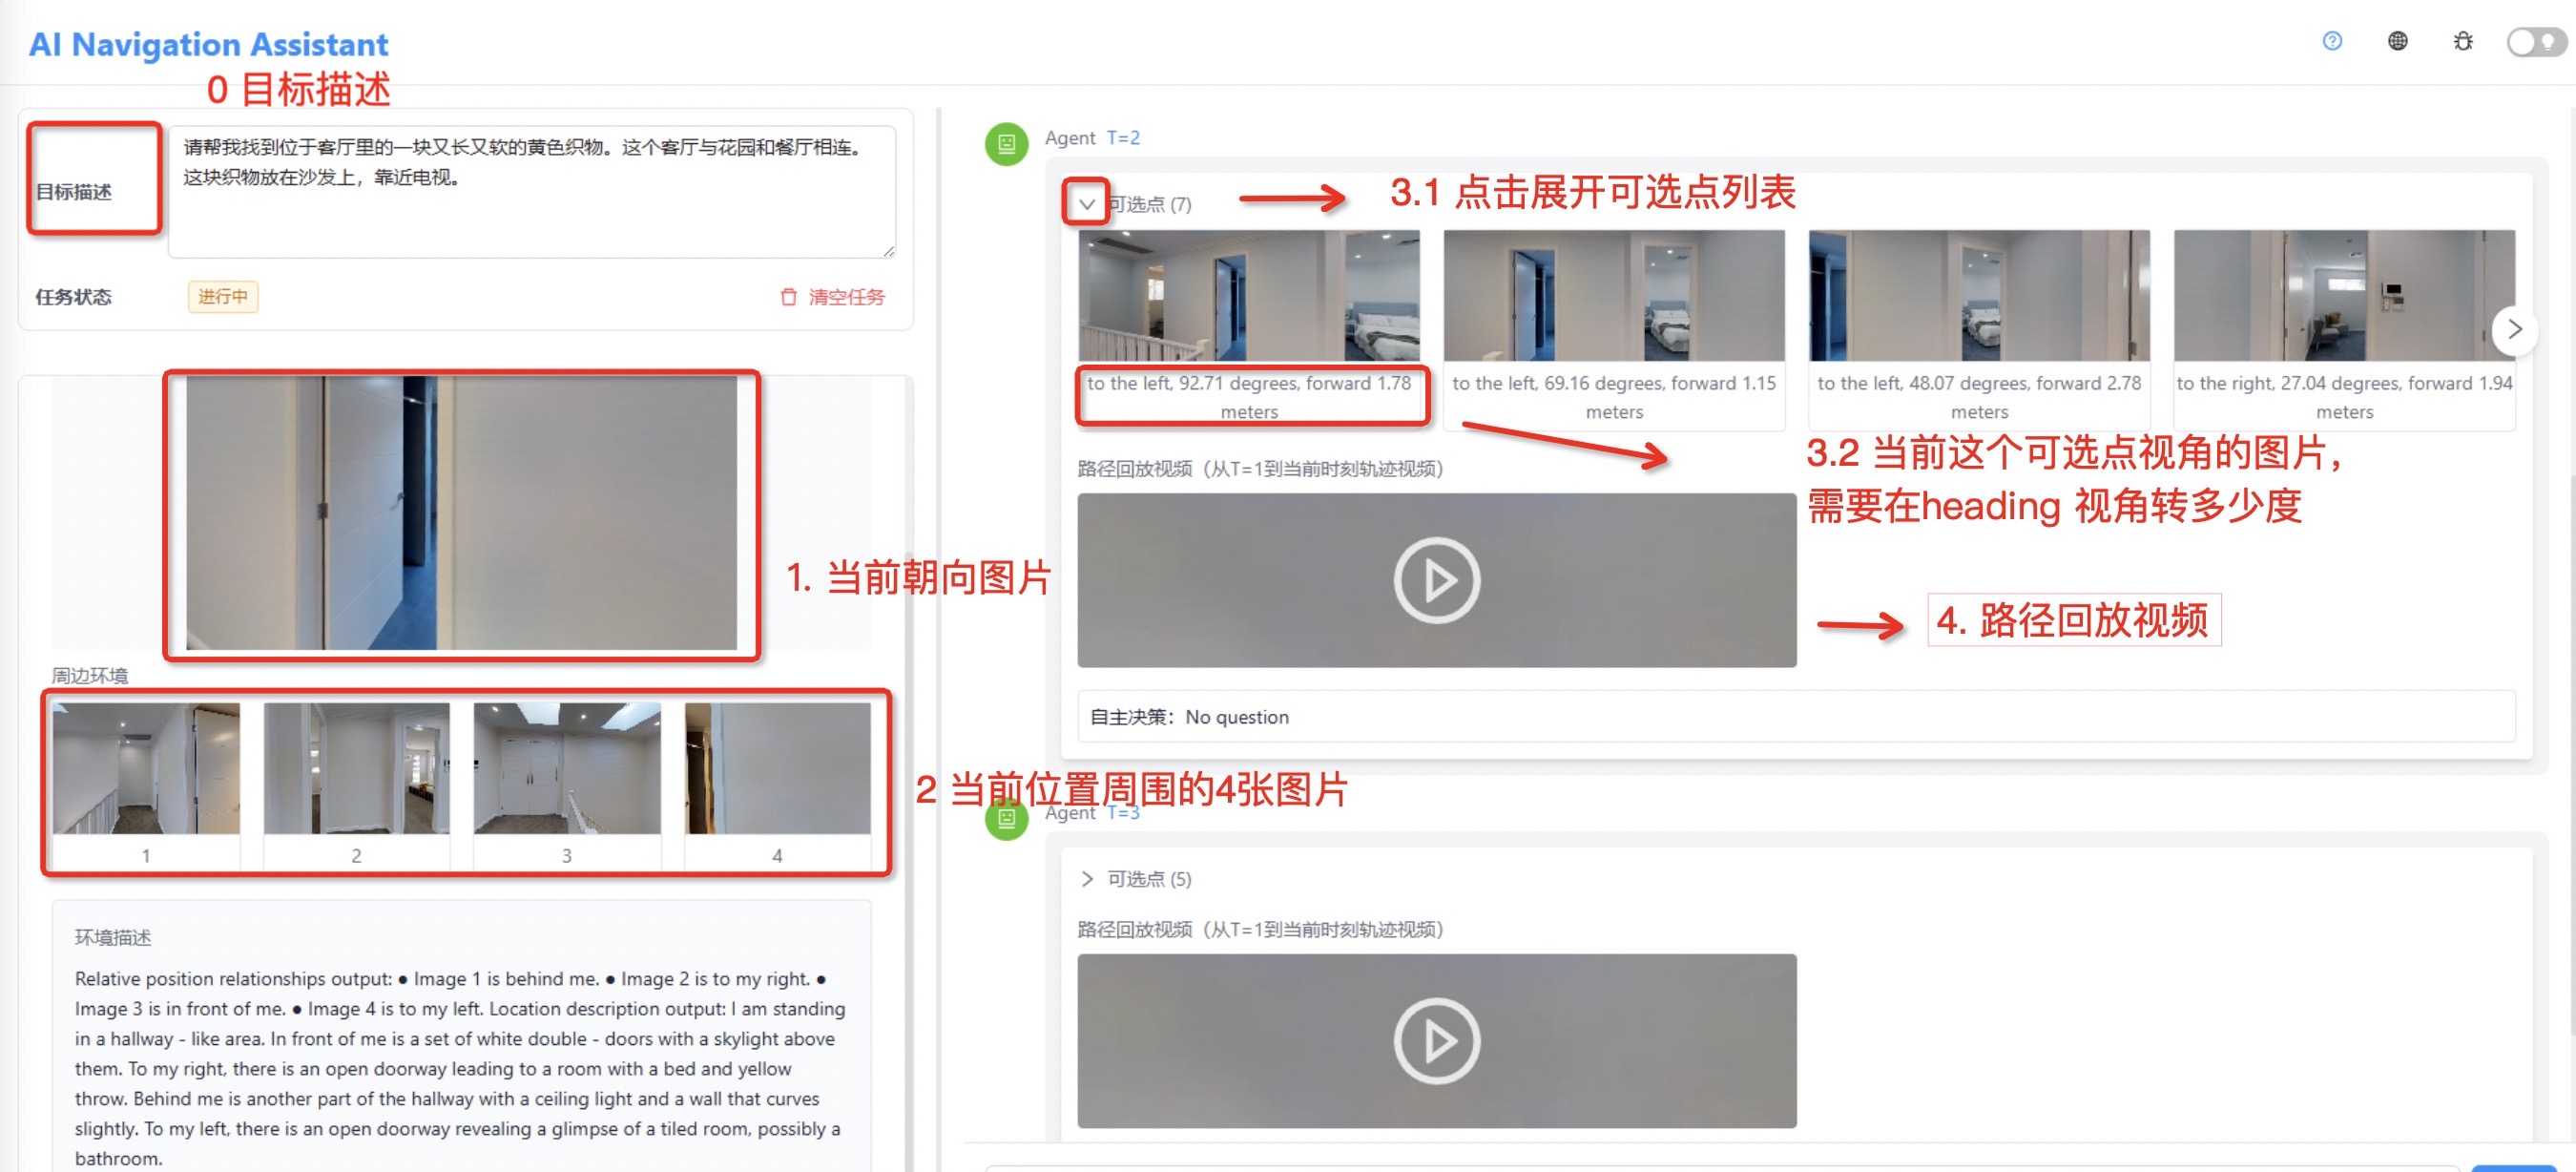 AI Navigation Assistant
0 目标描述
目标描述
请帮我找到位于客厅里的一块又长又软的黄色织物。这个客厅与花园和餐厅相连。
这块织物放在沙发上，靠近电视。
任务状态
进行中
清空任务
1. 当前朝向图片
周边环境
1
2
3
4
2 当前位置周围的4张图片
环境描述
Relative position relationships output: ● Image 1 is behind me. ● Image 2 is to my right. ●
Image 3 is in front of me. ● Image 4 is to my left. Location description output: I am standing
in a hallway - like area. In front of me is a set of white double - doors with a skylight above
them. To my right, there is an open doorway leading to a room with a bed and yellow
throw. Behind me is another part of the hallway with a ceiling light and a wall that curves
slightly. To my left, there is an open doorway revealing a glimpse of a tiled room, possibly a
bathroom.
Agent T=2
可选点 (7)
3.1 点击展开可选点列表
to the left, 92.71 degrees, forward 1.78
meters
to the left, 69.16 degrees, forward 1.15
meters
to the left, 48.07 degrees, forward 2.78
meters
to the right, 27.04 degrees, forward 1.94
meters
3.2 当前这个可选点视角的图片,
需要在heading 视角转多少度
路径回放视频（从T=1到当前时刻轨迹视频）
4. 路径回放视频
自主决策：No question
Agent T=3
可选点 (5)
路径回放视频（从T=1到当前时刻轨迹视频）